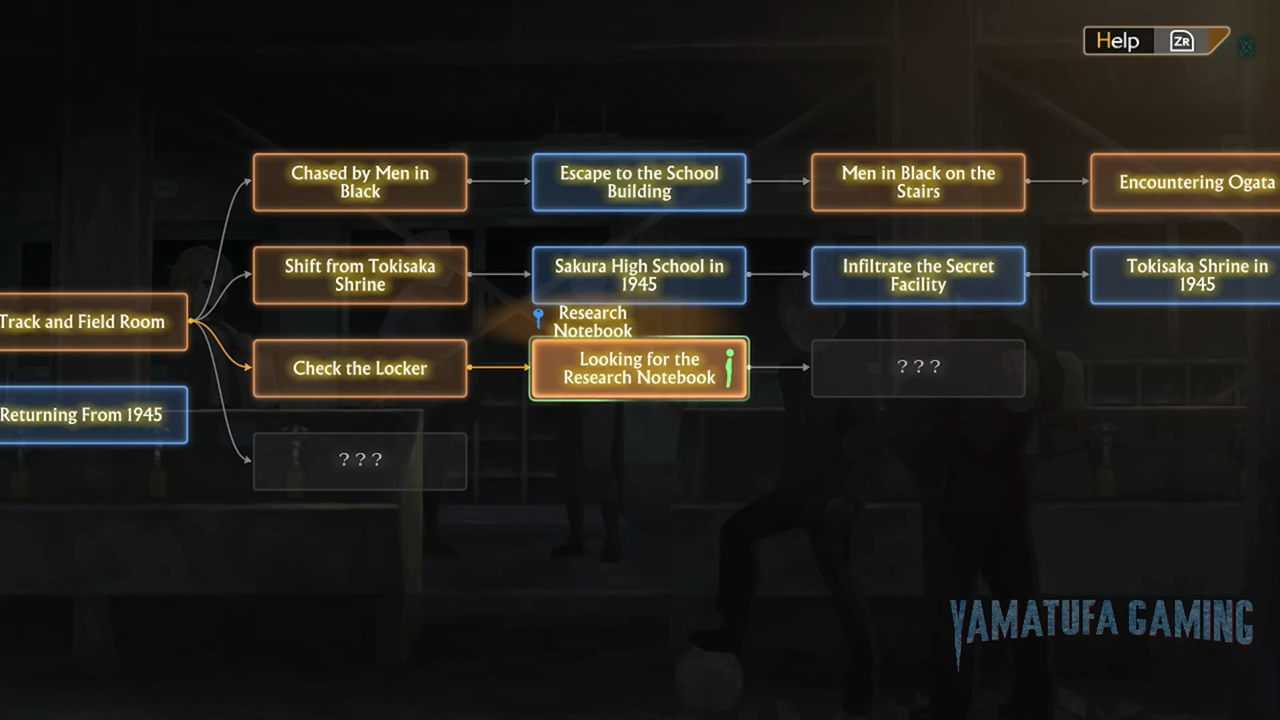 Help ZR
Chased by Men in
Black
Escape to the School
Building
Men in Black on the
Stairs
Encountering Ogata
Shift from Tokisaka
Shrine
Sakura High School in
1945
Infiltrate the Secret
Facility
Tokisaka Shrine in
1945
Track and Field Room
Research
Notebook
Check the Locker
Looking for the
Research Notebook
???
Returning From 1945
???
YAMATUFA GAMING